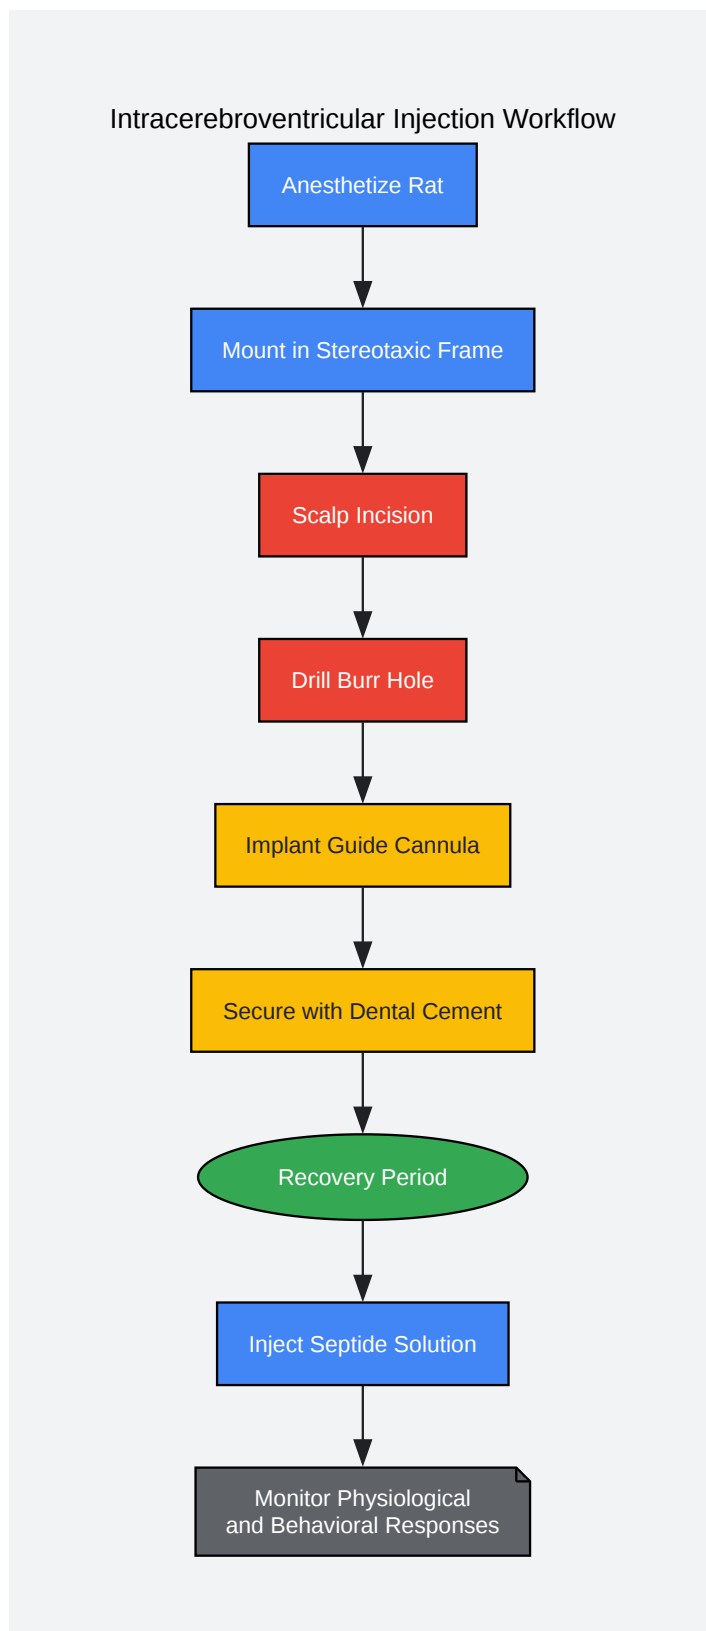 Intracerebroventricular Injection Workflow
Anesthetize Rat
Mount in Stereotaxic Frame
Scalp Incision
Drill Burr Hole
Implant Guide Cannula
Secure with Dental Cement
Recovery Period
Inject Septide Solution
Monitor Physiological
and Behavioral Responses